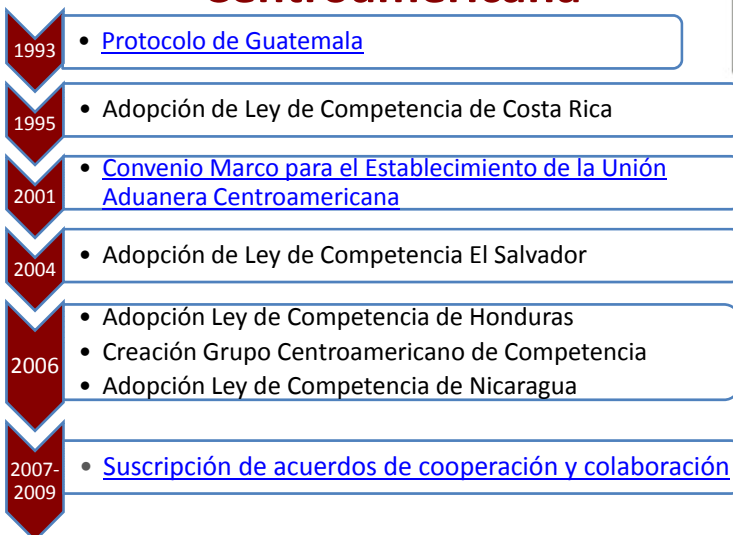 Centroamericana
1993
• Protocolo de Guatemala
1995
• Adopción de Ley de Competencia de Costa Rica
2001
• Convenio Marco para el Establecimiento de la Unión
Aduanera Centroamericana
2004
• Adopción de Ley de Competencia El Salvador
2006
• Adopción Ley de Competencia de Honduras
• Creación Grupo Centroamericano de Competencia
• Adopción Ley de Competencia de Nicaragua
2007-
2009
• Suscripción de acuerdos de cooperación y colaboración